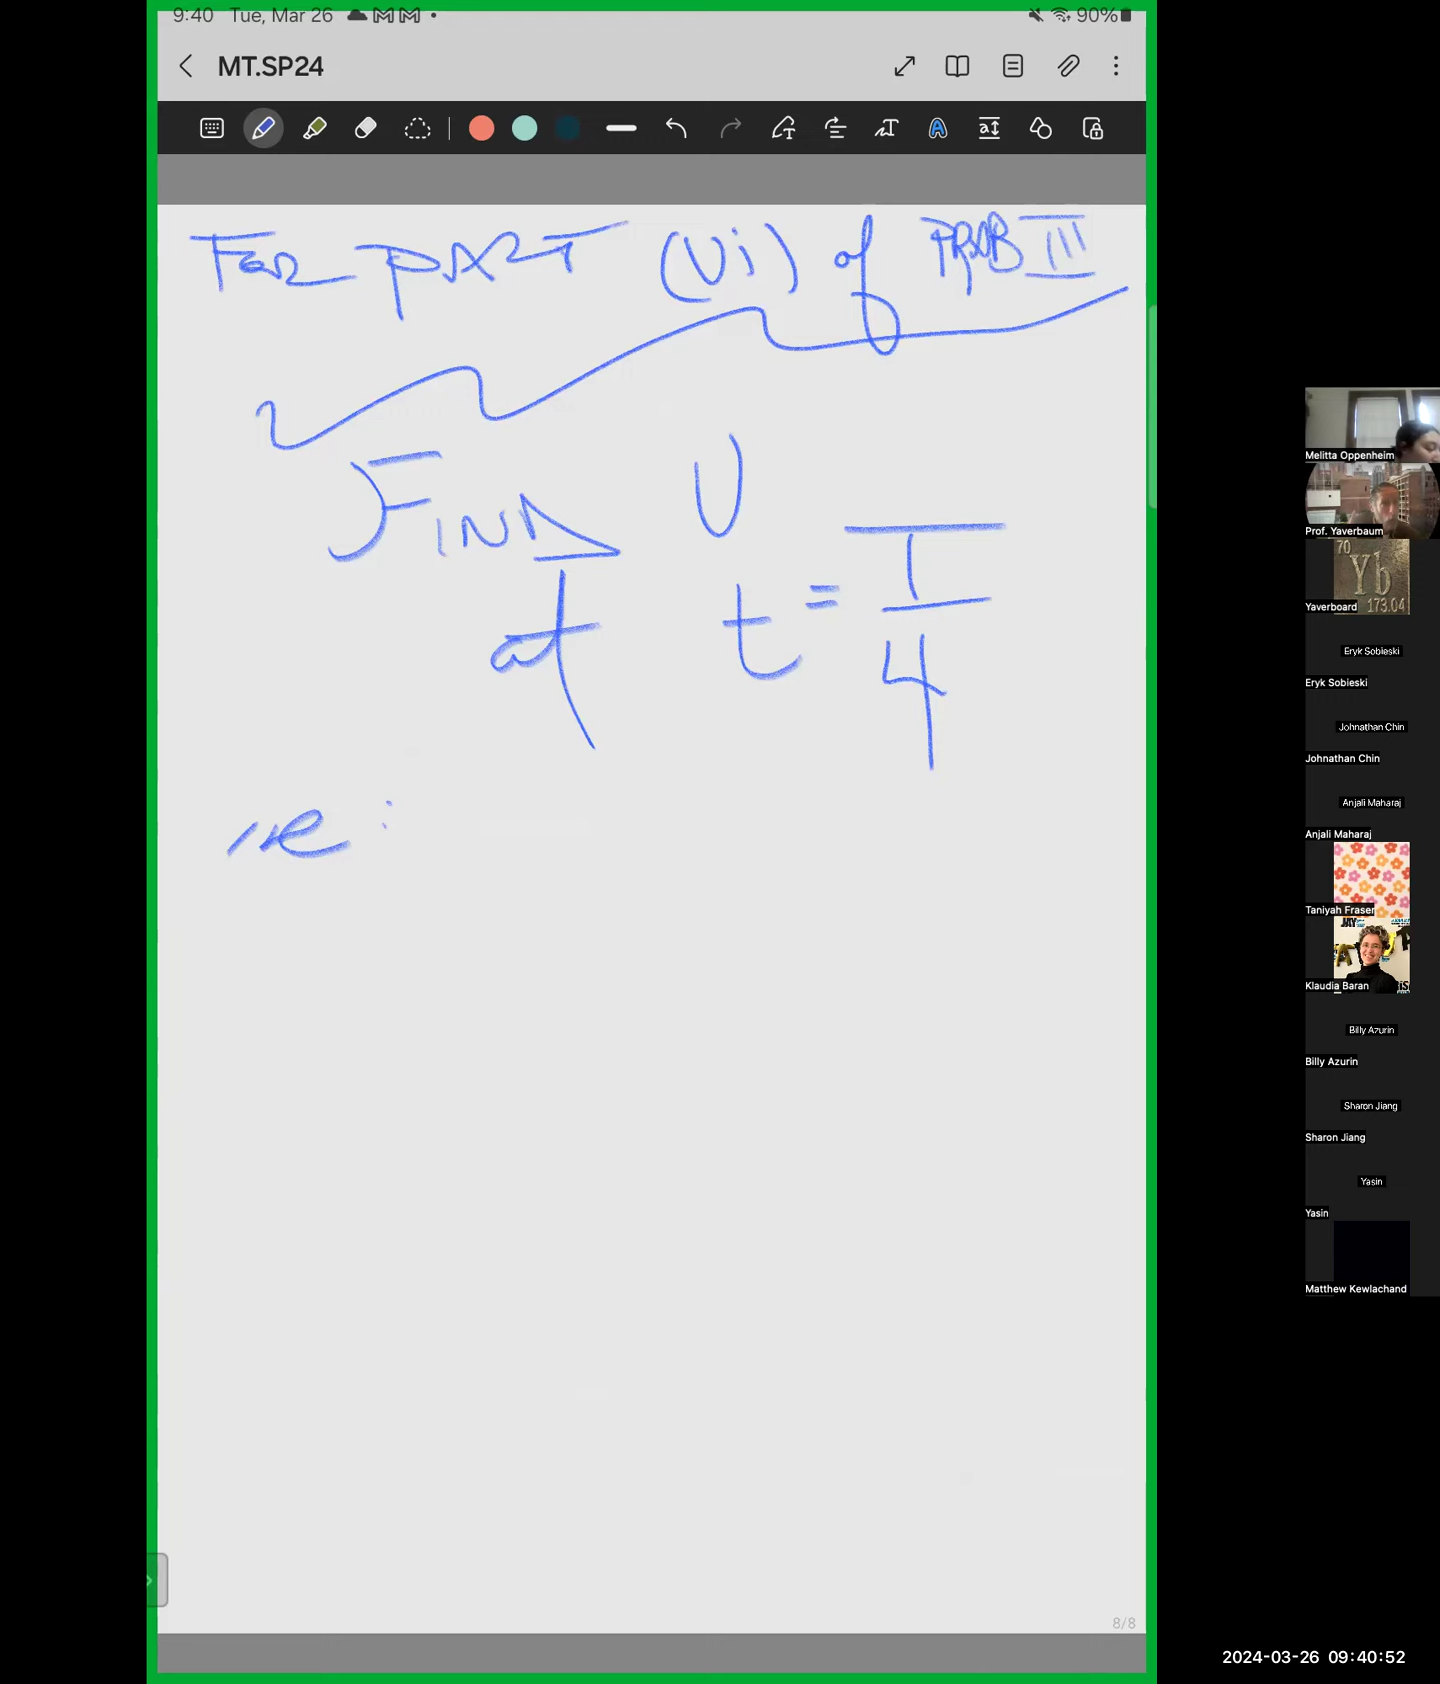 9:40 Tue, Mar 26
90%
MT.SP24
For PART (Vi) of PROB III
FIND U
at t = T/4
ie :
8/8
Melitta Oppenheim
Prof. Yaverbaum
70
Yb
173.04
Yaverboard
Eryk Sobieski
Eryk Sobieski
Johnathan Chin
Johnathan Chin
Anjali Maharaj
Anjali Maharaj
Taniyah Fraser
JAY
Klaudia Baran
Billy Azurin
Billy Azurin
Sharon Jiang
Sharon Jiang
Yasin
Yasin
Matthew Kewlachand
2024-03-26 09:40:52